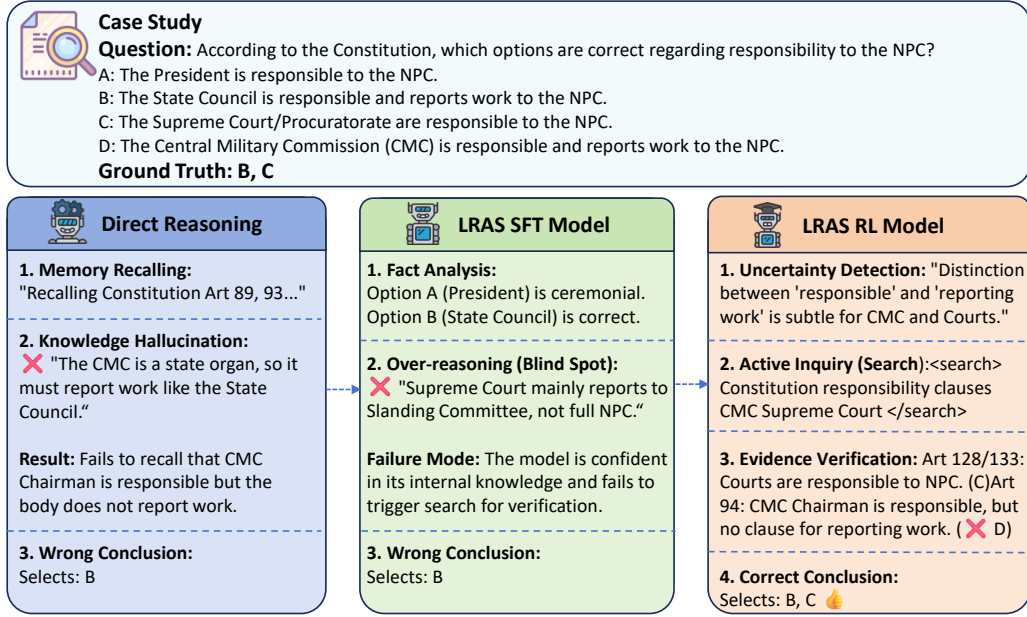 Case Study
Question: According to the Constitution, which options are correct regarding responsibility to the NPC?
A: The President is responsible to the NPC.
B: The State Council is responsible and reports work to the NPC.
C: The Supreme Court/Procuratorate are responsible to the NPC.
D: The Central Military Commission (CMC) is responsible and reports work to the NPC.
Ground Truth: B, C
Direct Reasoning
1. Memory Recalling:
"Recalling Constitution Art 89, 93..."
2. Knowledge Hallucination:
❌ "The CMC is a state organ, so it
must report work like the State
Council.“
Result: Fails to recall that CMC
Chairman is responsible but the
body does not report work.
3. Wrong Conclusion:
Selects: B
LRAS SFT Model
1. Fact Analysis:
Option A (President) is ceremonial.
Option B (State Council) is correct.
2. Over-reasoning (Blind Spot):
❌ "Supreme Court mainly reports to
Slanding Committee, not full NPC.“
Failure Mode: The model is confident
in its internal knowledge and fails to
trigger search for verification.
3. Wrong Conclusion:
Selects: B
LRAS RL Model
1. Uncertainty Detection: "Distinction
between 'responsible' and 'reporting
work' is subtle for CMC and Courts."
2. Active Inquiry (Search):<search>
Constitution responsibility clauses
CMC Supreme Court </search>
3. Evidence Verification: Art 128/133:
Courts are responsible to NPC. (C)Art
94: CMC Chairman is responsible, but
no clause for reporting work. ( ❌ D)
4. Correct Conclusion:
Selects: B, C 👍